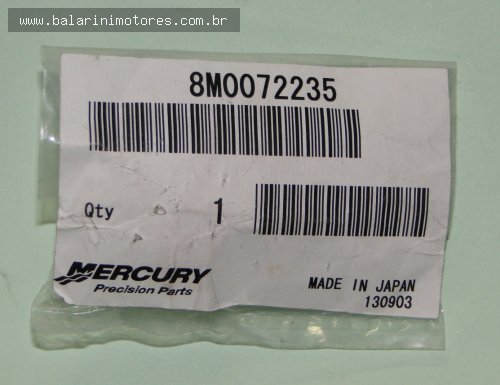 www.balarinimotores.com.br
8M0072235
Qty 1
MERCURY
Precision Parts
MADE IN JAPAN
130903